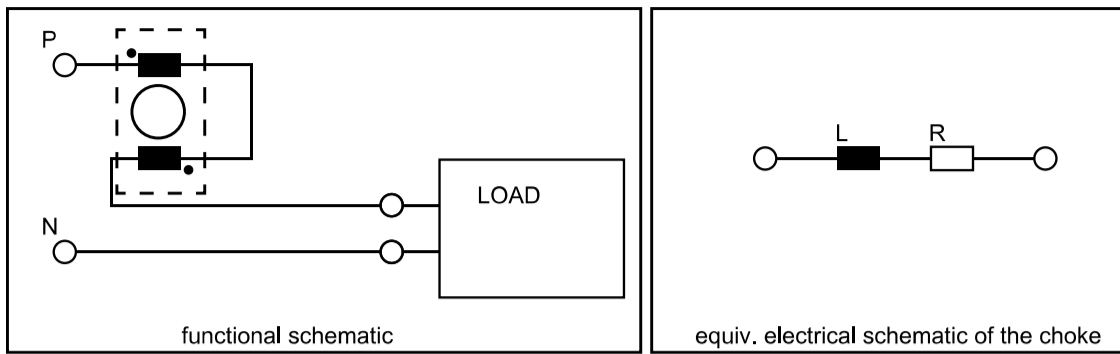 P
N
LOAD
functional schematic
L
R
equiv. electrical schematic of the choke